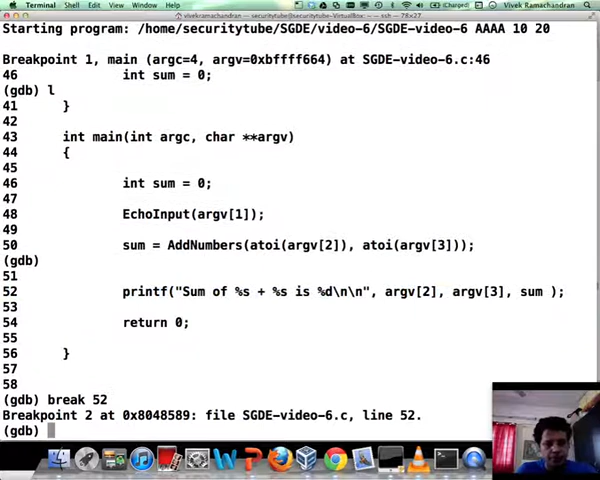 Terminal Shell Edit View Window Help (Charged) Vivek Ramachandran
vivekramachandran — securitytube@securitytube-VirtualBox: ~ — ssh — 78×27
Starting program: /home/securitytube/SGDE/video-6/SGDE-video-6 AAAA 10 20
Breakpoint 1, main (argc=4, argv=0xbffff664) at SGDE-video-6.c:46
46 int sum = 0;
(gdb) l
41 }
42
43 int main(int argc, char **argv)
44 {
45
46 int sum = 0;
47
48 EchoInput(argv[1]);
49
50 sum = AddNumbers(atoi(argv[2]), atoi(argv[3]));
(gdb)
51
52 printf("Sum of %s + %s is %d\n\n", argv[2], argv[3], sum );
53
54 return 0;
55
56 }
57
58
(gdb) break 52
Breakpoint 2 at 0x8048589: file SGDE-video-6.c, line 52.
(gdb)